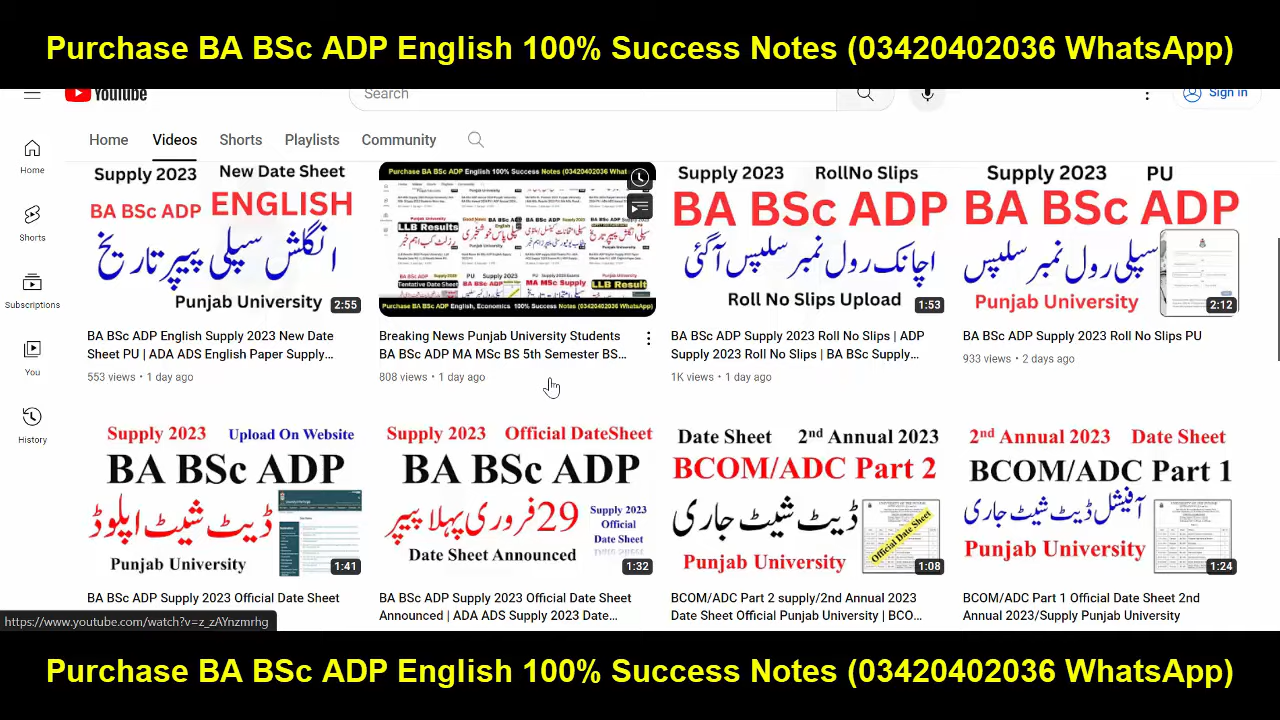 Purchase BA BSc ADP English 100% Success Notes (03420402036 WhatsApp)
YouTube
Search
Sign in
Home
Videos
Shorts
Playlists
Community
Home
Shorts
Subscriptions
You
History
Supply 2023 New Date Sheet
BA BSc ADP ENGLISH
انگلش سپلی پیپر تاریخ
Punjab University
2:55
BA BSc ADP English Supply 2023 New Date
Sheet PU | ADA ADS English Paper Supply...
553 views • 1 day ago
Purchase BA BSc ADP English 100% Success Notes (03420402036 What
LLB Results
Tentative Date Sheet
MA MSc Supply
LLB Result
Purchase BA BSc ADP English, Economics 100% Success Notes (03420402036 WhatsApp)
Breaking News Punjab University Students
BA BSc ADP MA MSc BS 5th Semester BS...
808 views • 1 day ago
Supply 2023 RollNo Slips
BA BSc ADP
اچانک رول نمبر سلپس آگئی
Roll No Slips Upload
1:53
BA BSc ADP Supply 2023 Roll No Slips | ADP
Supply 2023 Roll No Slips | BA BSc Supply...
1K views • 1 day ago
Supply 2023 PU
BA BSc ADP
سپلی رول نمبر سلپس
Punjab University
2:12
BA BSc ADP Supply 2023 Roll No Slips PU
933 views • 2 days ago
Supply 2023 Upload On Website
BA BSc ADP
ڈیٹ شیٹ اپلوڈ
Punjab University
1:41
BA BSc ADP Supply 2023 Official Date Sheet
Supply 2023 Official DateSheet
BA BSc ADP
29 فروری پہلا پیپر
Supply 2023
Official
Date Sheet
Date Sheet Announced
1:32
BA BSc ADP Supply 2023 Official Date Sheet
Announced | ADA ADS Supply 2023 Date...
Date Sheet 2nd Annual 2023
BCOM/ADC Part 2
ڈیٹ شیٹ جاری
Official Date Sheet
Punjab University
1:08
BCOM/ADC Part 2 supply/2nd Annual 2023
Date Sheet Official Punjab University | BCO...
2nd Annual 2023 Date Sheet
BCOM/ADC Part 1
آفیشل ڈیٹ شیٹ جاری
Punjab University
1:24
BCOM/ADC Part 1 Official Date Sheet 2nd
Annual 2023/Supply Punjab University
https://www.youtube.com/watch?v=z_zAYnzmrhg
Purchase BA BSc ADP English 100% Success Notes (03420402036 WhatsApp)